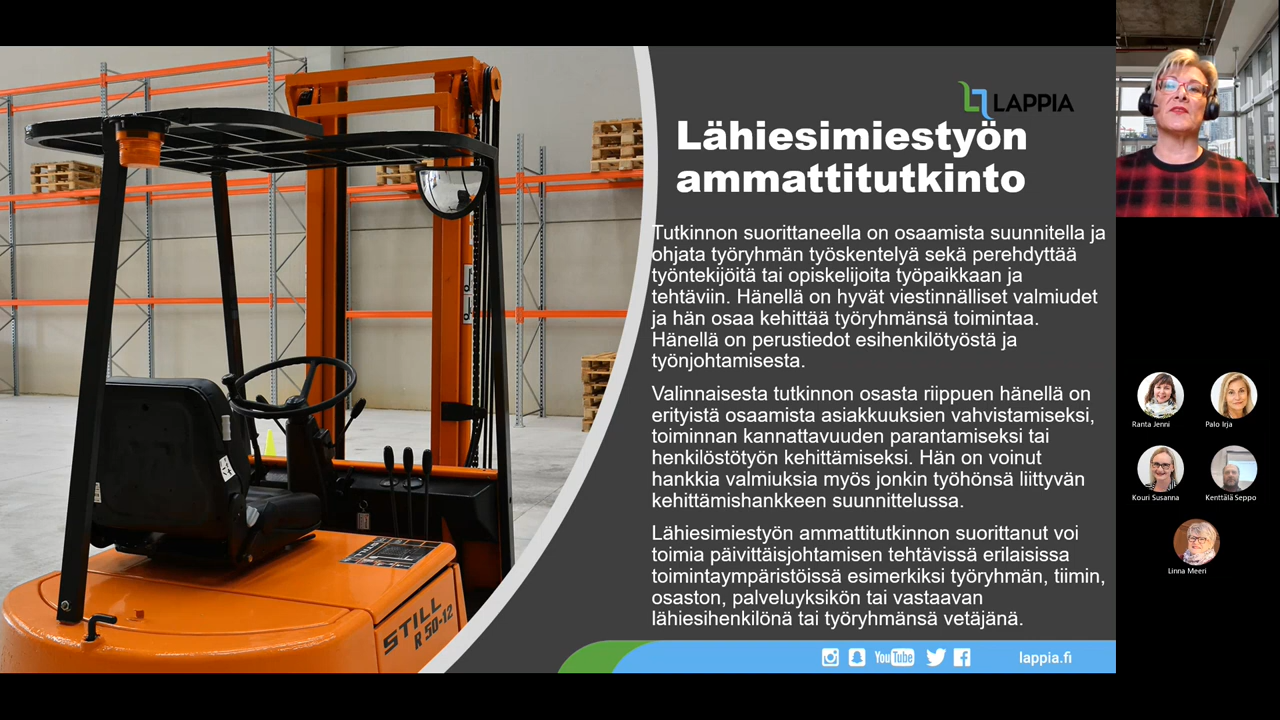 LAPPIA
Lähiesimiestyön
ammattitutkinto
Tutkinnon suorittaneella on osaamista suunnitella ja
ohjata työryhmän työskentelyä sekä perehdyttää
työntekijöitä tai opiskelijoita työpaikkaan ja
tehtäviin. Hänellä on hyvät viestinnälliset valmiudet
ja hän osaa kehittää työryhmänsä toimintaa.
Hänellä on perustiedot esihenkilötyöstä ja
työnjohtamisesta.
Valinnaisesta tutkinnon osasta riippuen hänellä on
erityistä osaamista asiakkuuksien vahvistamiseksi,
toiminnan kannattavuuden parantamiseksi tai
henkilöstötyön kehittämiseksi. Hän on voinut
hankkia valmiuksia myös jonkin työhönsä liittyvän
kehittämishankkeen suunnittelussa.
Lähiesimiestyön ammattitutkinnon suorittanut voi
toimia päivittäisjohtamisen tehtävissä erilaisissa
toimintaympäristöissä esimerkiksi työryhmän, tiimin,
osaston, palveluyksikön tai vastaavan
lähiesihenkilönä tai työryhmänsä vetäjänä.
YouTube
lappia.fi
STILL
R 50-12
Ranta Jenni
Palo Irja
Kouri Susanna
Kenttälä Seppo
Linna Meeri